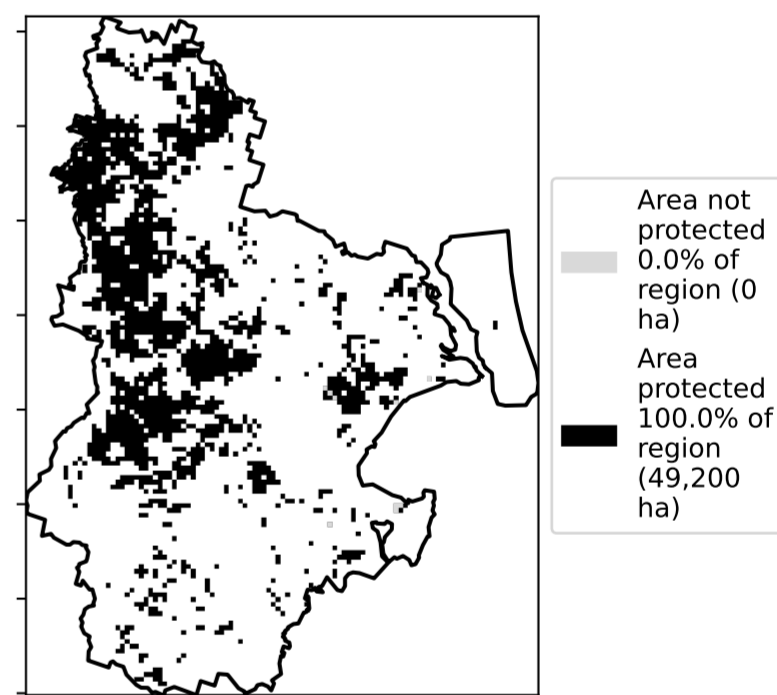 Area not
protected
0.0% of
region (0
ha)
Area
protected
100.0% of
region
(49,200
ha)